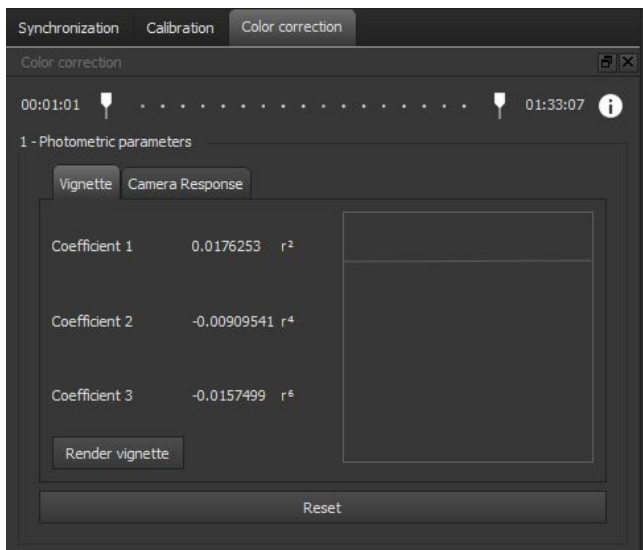 Synchronization Calibration Color correction
Color correction
00:01:01 01:33:07 i
1 - Photometric parameters
Vignette Camera Response
Coefficient 1 0.0176253 r²
Coefficient 2 -0.00909541 r⁴
Coefficient 3 -0.0157499 r⁶
Render vignette
Reset